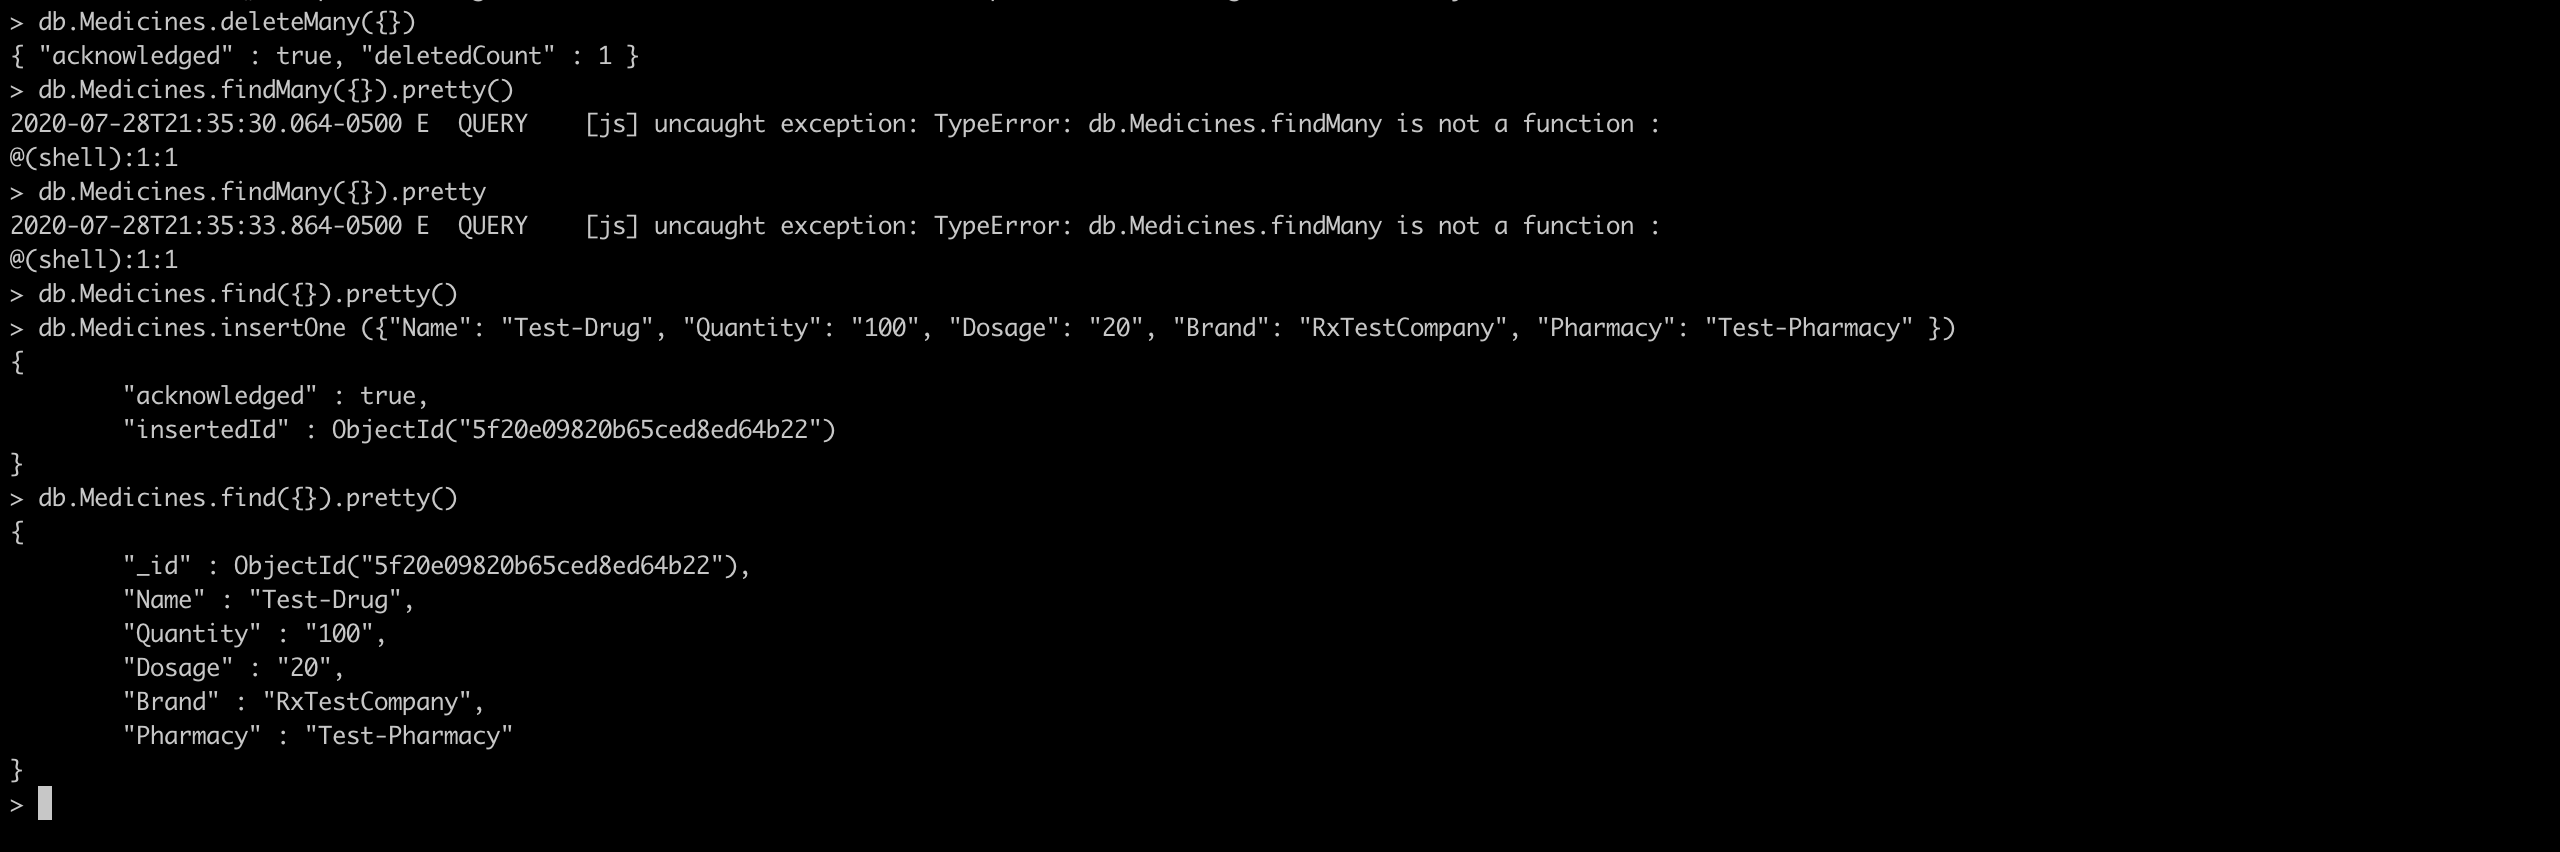 > db.Medicines.deleteMany({})
{ "acknowledged" : true, "deletedCount" : 1 }
> db.Medicines.findMany({}).pretty()
2020-07-28T21:35:30.064-0500 E  QUERY    [js] uncaught exception: TypeError: db.Medicines.findMany is not a function :
@(shell):1:1
> db.Medicines.findMany({}).pretty
2020-07-28T21:35:33.864-0500 E  QUERY    [js] uncaught exception: TypeError: db.Medicines.findMany is not a function :
@(shell):1:1
> db.Medicines.find({}).pretty()
> db.Medicines.insertOne ({"Name": "Test-Drug", "Quantity": "100", "Dosage": "20", "Brand": "RxTestCompany", "Pharmacy": "Test-Pharmacy" })
{
        "acknowledged" : true,
        "insertedId" : ObjectId("5f20e09820b65ced8ed64b22")
}
> db.Medicines.find({}).pretty()
{
        "_id" : ObjectId("5f20e09820b65ced8ed64b22"),
        "Name" : "Test-Drug",
        "Quantity" : "100",
        "Dosage" : "20",
        "Brand" : "RxTestCompany",
        "Pharmacy" : "Test-Pharmacy"
}
>